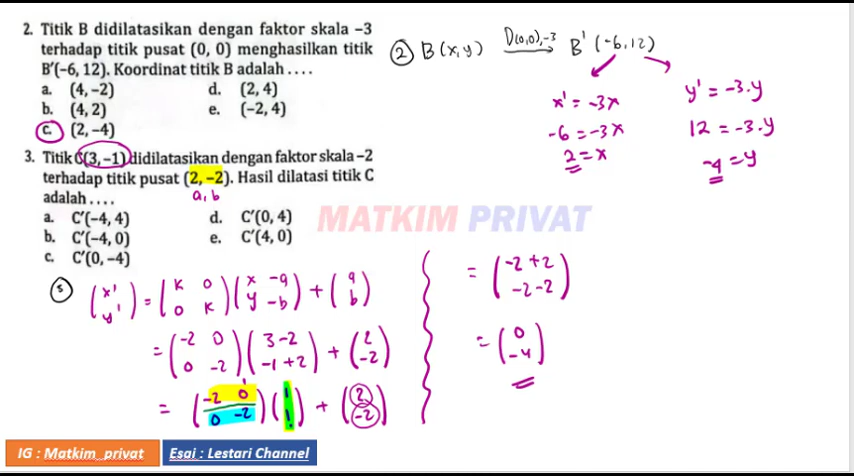 2. Titik B didilatasikan dengan faktor skala −3
terhadap titik pusat (0, 0) menghasilkan titik
B′(−6, 12). Koordinat titik B adalah . . . .
a. (4, −2) d. (2, 4)
b. (4, 2) e. (−2, 4)
c. (2, −4)
3. Titik C(3, −1) didilatasikan dengan faktor skala −2
terhadap titik pusat (2, −2). Hasil dilatasi titik C
a, b
adalah . . . .
a. C′(−4, 4) d. C′(0, 4)
b. C′(−4, 0) e. C′(4, 0)
c. C′(0, −4)
② B(x,y) D(0,0),-3 → B' (-6,12)
x' = -3x y' = -3.y
-6 = -3x 12 = -3.y
2 = x -4 = y
MATKIM PRIVAT
(x' y') = (k 0 0 k) (x -a y -b) + (a b)
= (-2 0 0 -2) (3-2 -1+2) + (2 -2)
= (-2 0 0 -2) (1 1) + (2 -2)
= (-2+2 -2-2)
= (0 -4)
IG : Matkim_privat Esai : Lestari Channel